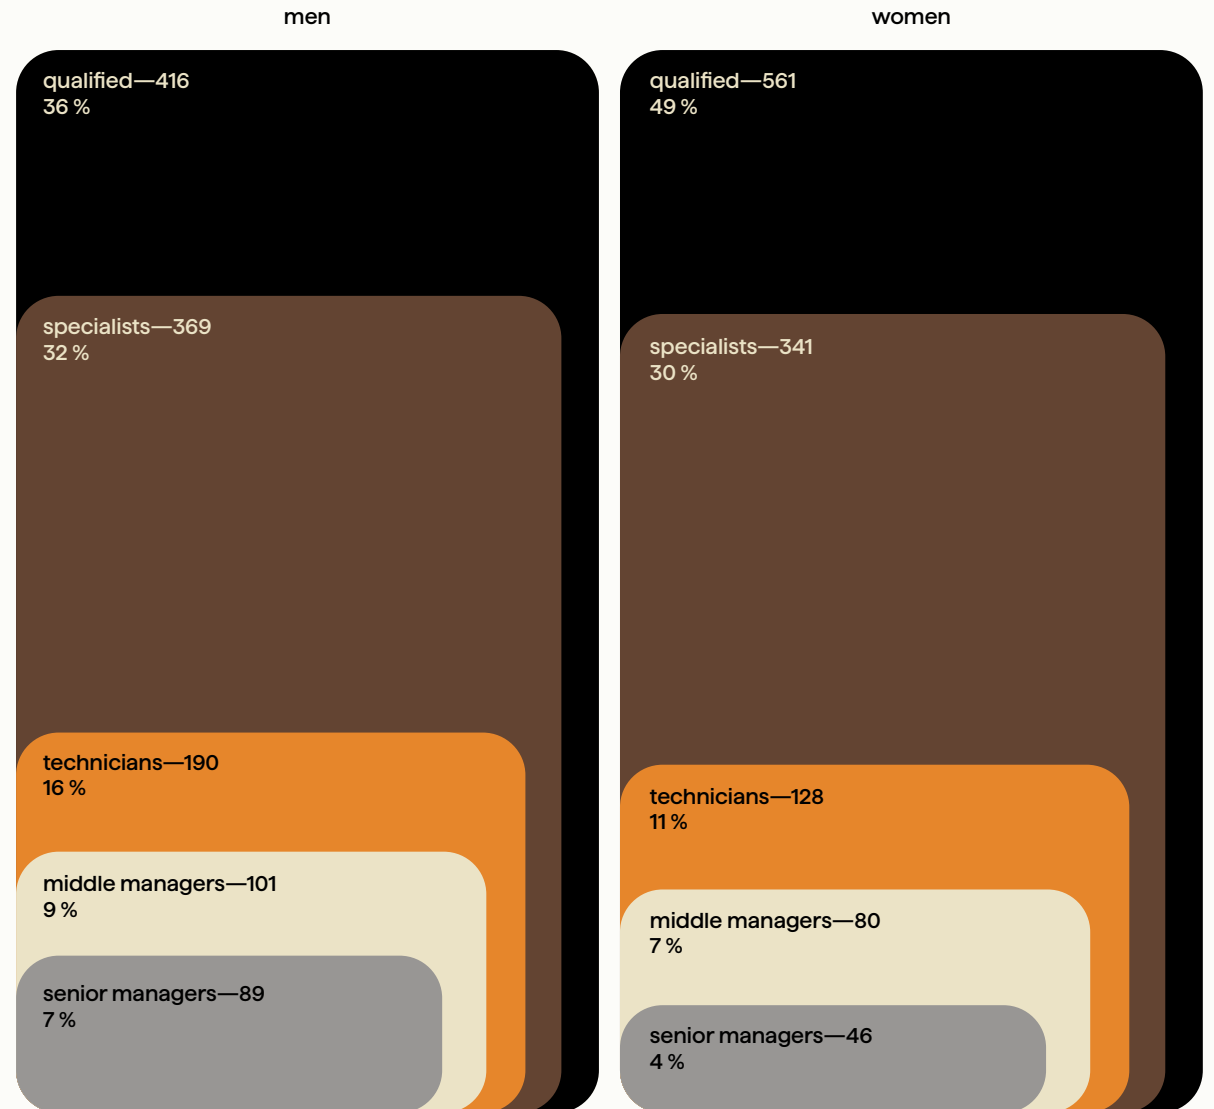 men
qualified—416
36 %
specialists—369
32 %
technicians—190
16 %
middle managers—101
9 %
senior managers—89
7 %
women
qualified—561
49 %
specialists—341
30 %
technicians—128
11 %
middle managers—80
7 %
senior managers—46
4 %